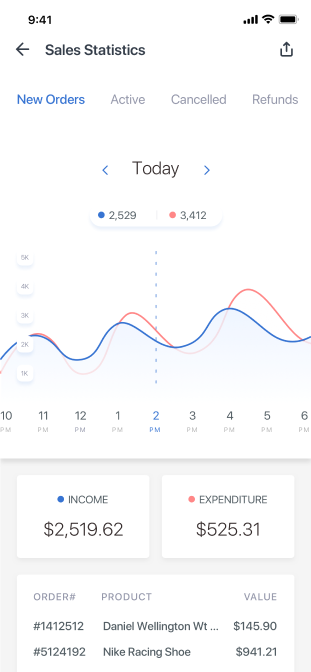 9:41
Sales Statistics
New Orders Active Cancelled Refunds
Today
2,529 3,412
5K
4K
3K
2K
1K
10 11 12 1 2 3 4 5 6
PM PM PM PM PM PM PM PM PM
INCOME EXPENDITURE
$2,519.62 $525.31
ORDER# PRODUCT VALUE
#1412512 Daniel Wellington Wt ... $145.90
#5124192 Nike Racing Shoe $941.21